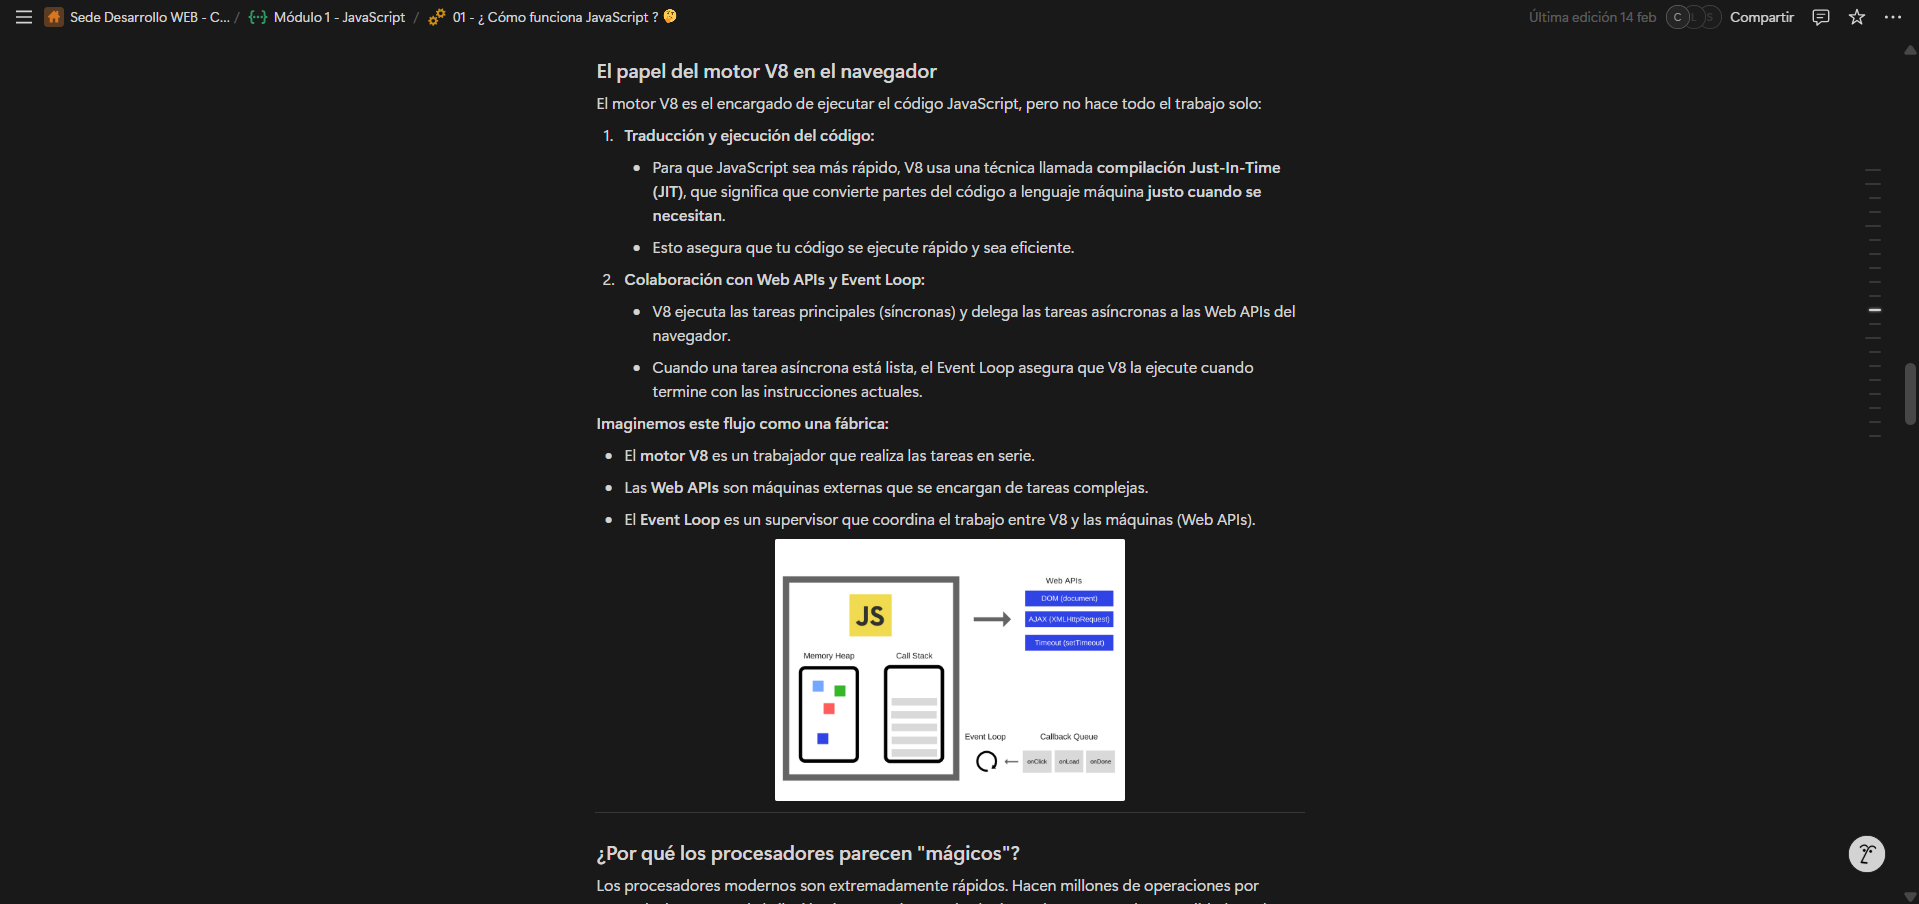 Sede Desarrollo WEB - C... / Módulo 1 - JavaScript / 01 - ¿ Cómo funciona JavaScript ? 🤔
Última edición 14 feb C L S Compartir
El papel del motor V8 en el navegador
El motor V8 es el encargado de ejecutar el código JavaScript, pero no hace todo el trabajo solo:
1. Traducción y ejecución del código:
• Para que JavaScript sea más rápido, V8 usa una técnica llamada compilación Just-In-Time
(JIT), que significa que convierte partes del código a lenguaje máquina justo cuando se
necesitan.
• Esto asegura que tu código se ejecute rápido y sea eficiente.
2. Colaboración con Web APIs y Event Loop:
• V8 ejecuta las tareas principales (síncronas) y delega las tareas asíncronas a las Web APIs del
navegador.
• Cuando una tarea asíncrona está lista, el Event Loop asegura que V8 la ejecute cuando
termine con las instrucciones actuales.
Imaginemos este flujo como una fábrica:
• El motor V8 es un trabajador que realiza las tareas en serie.
• Las Web APIs son máquinas externas que se encargan de tareas complejas.
• El Event Loop es un supervisor que coordina el trabajo entre V8 y las máquinas (Web APIs).
JS
Memory Heap
Call Stack
Web APIs
DOM (document)
AJAX (XMLHttpRequest)
Timeout (setTimeout)
Event Loop
Callback Queue
onClick
onLoad
onDone
¿Por qué los procesadores parecen "mágicos"?
Los procesadores modernos son extremadamente rápidos. Hacen millones de operaciones por